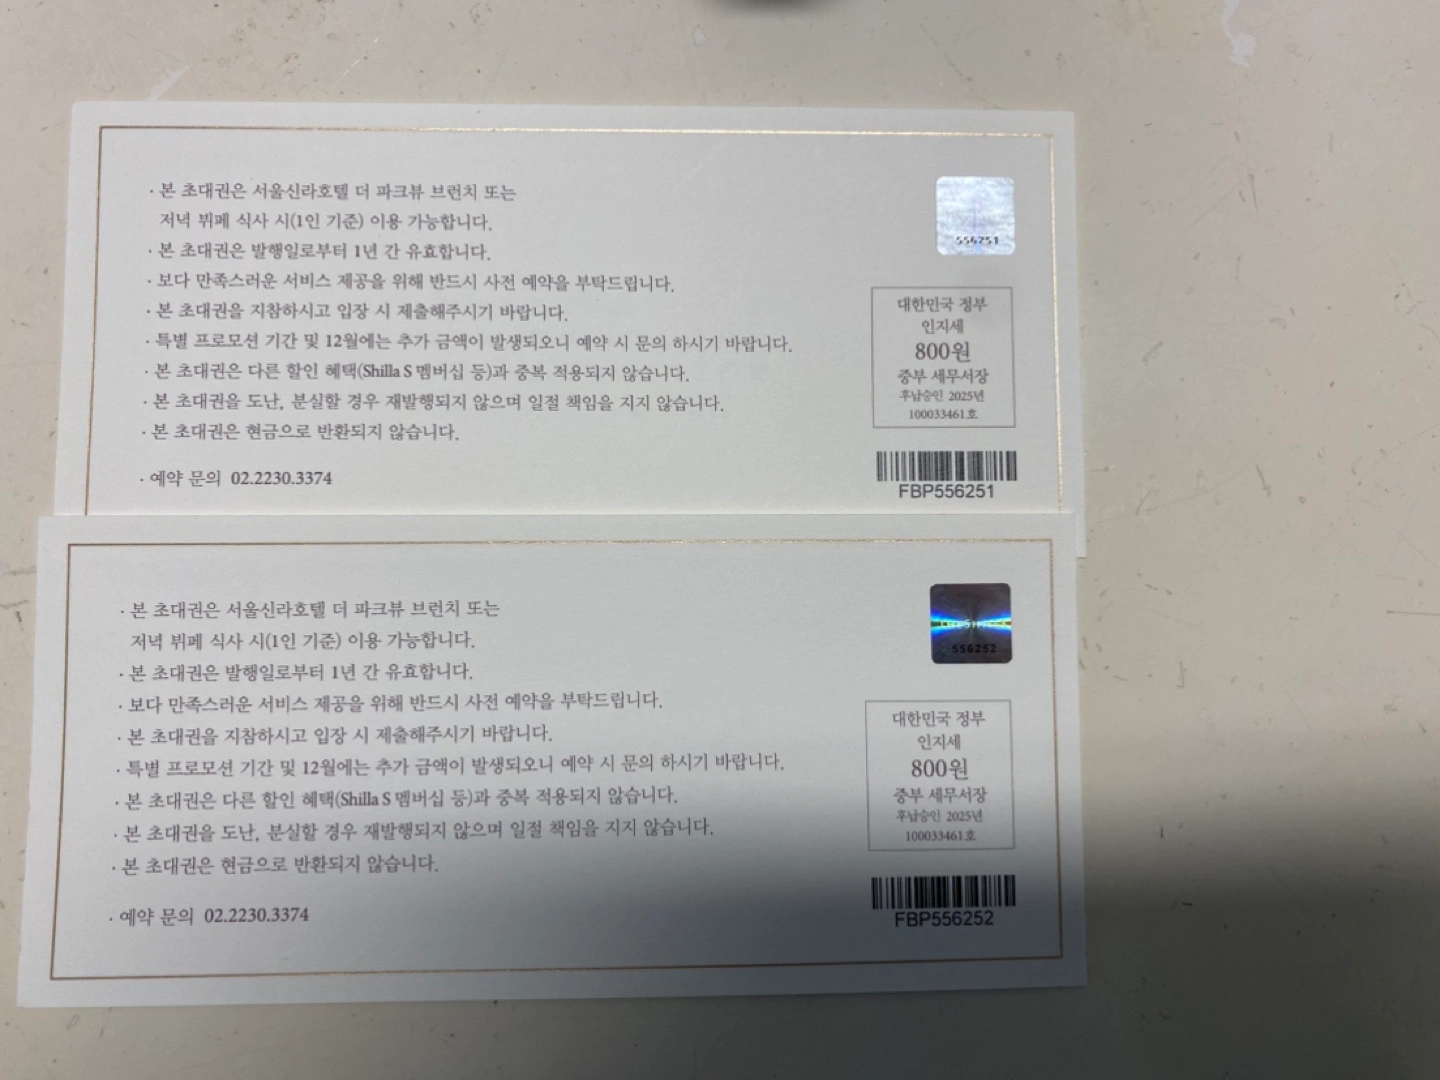 · 본 초대권은 서울신라호텔 더 파크뷰 브런치 또는
저녁 뷔페 식사 시(1인 기준) 이용 가능합니다.
· 본 초대권은 발행일로부터 1년 간 유효합니다.
· 보다 만족스러운 서비스 제공을 위해 반드시 사전 예약을 부탁드립니다.
· 본 초대권을 지참하시고 입장 시 제출해주시기 바랍니다.
· 특별 프로모션 기간 및 12월에는 추가 금액이 발생되오니 예약 시 문의 하시기 바랍니다.
· 본 초대권은 다른 할인 혜택(Shilla S 멤버십 등)과 중복 적용되지 않습니다.
· 본 초대권을 도난, 분실할 경우 재발행되지 않으며 일절 책임을 지지 않습니다.
· 본 초대권은 현금으로 반환되지 않습니다.
· 예약 문의 02.2230.3374
556251
대한민국 정부
인지세
800원
중부 세무서장
후납승인 2025년
100033461호
FBP556251
· 본 초대권은 서울신라호텔 더 파크뷰 브런치 또는
저녁 뷔페 식사 시(1인 기준) 이용 가능합니다.
· 본 초대권은 발행일로부터 1년 간 유효합니다.
· 보다 만족스러운 서비스 제공을 위해 반드시 사전 예약을 부탁드립니다.
· 본 초대권을 지참하시고 입장 시 제출해주시기 바랍니다.
· 특별 프로모션 기간 및 12월에는 추가 금액이 발생되오니 예약 시 문의 하시기 바랍니다.
· 본 초대권은 다른 할인 혜택(Shilla S 멤버십 등)과 중복 적용되지 않습니다.
· 본 초대권을 도난, 분실할 경우 재발행되지 않으며 일절 책임을 지지 않습니다.
· 본 초대권은 현금으로 반환되지 않습니다.
· 예약 문의 02.2230.3374
556252
대한민국 정부
인지세
800원
중부 세무서장
후납승인 2025년
100033461호
FBP556252